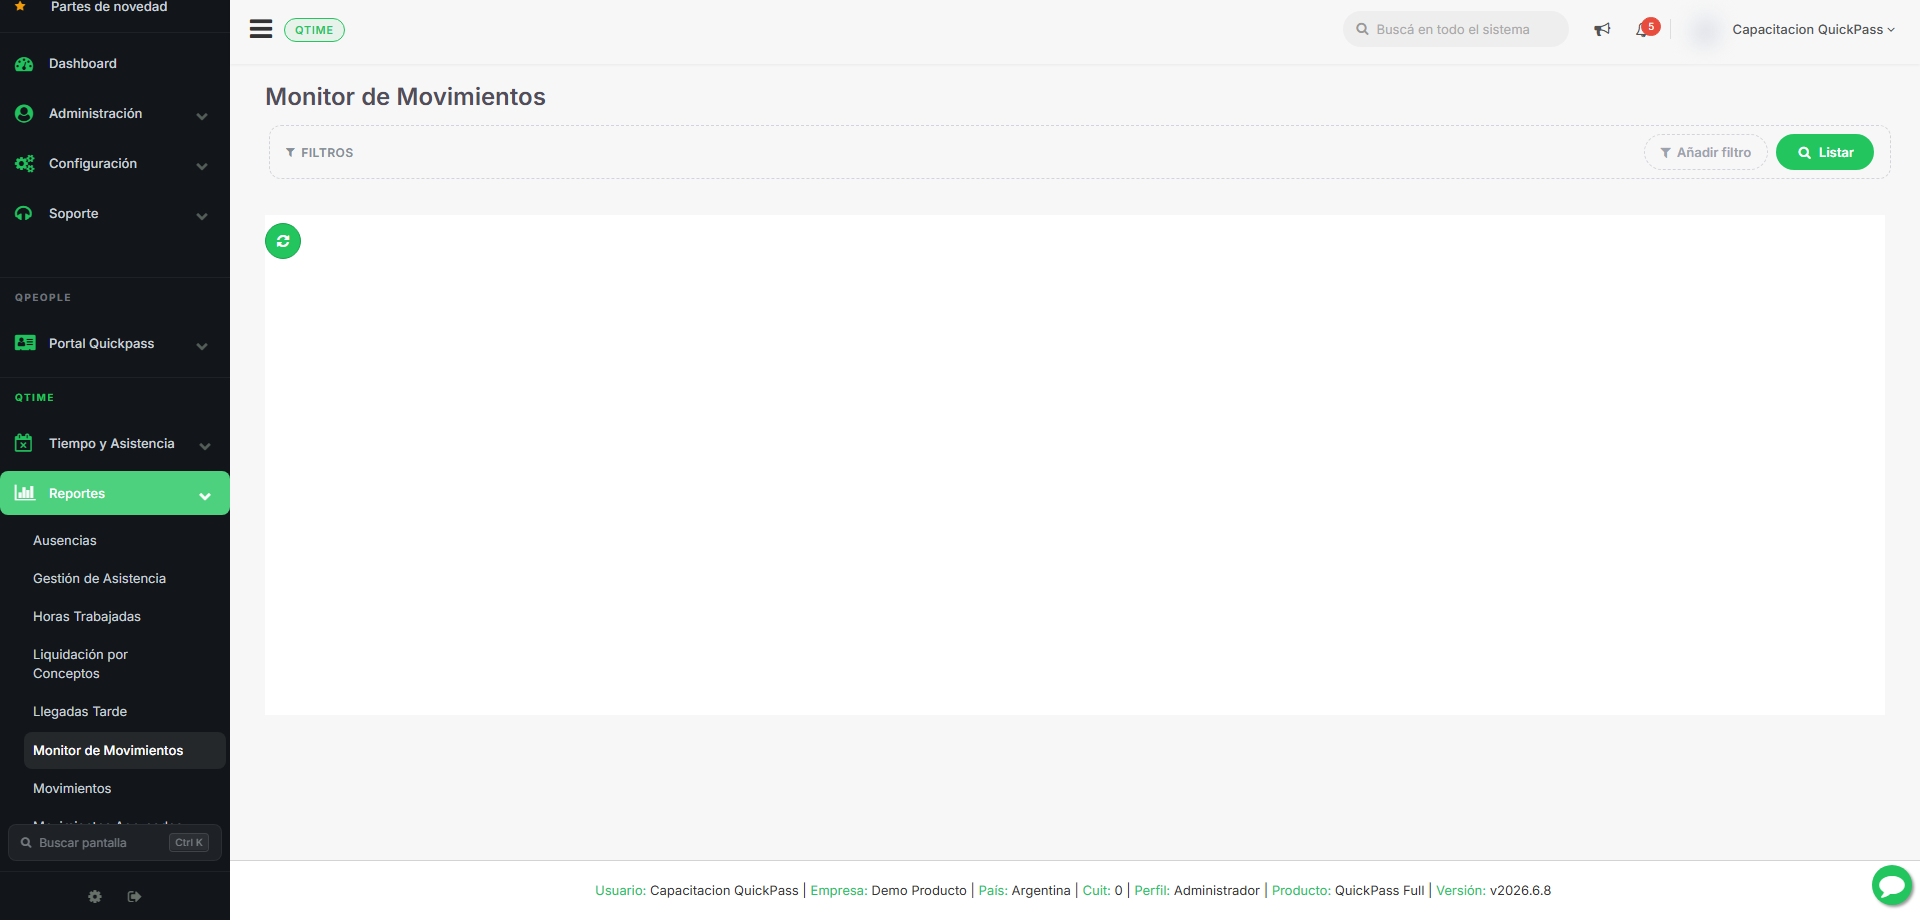 Partes de novedad
Dashboard
Administración
Configuración
Soporte
QPEOPLE
Portal Quickpass
QTIME
Tiempo y Asistencia
Reportes
Ausencias
Gestión de Asistencia
Horas Trabajadas
Liquidación por
Conceptos
Llegadas Tarde
Monitor de Movimientos
Movimientos
Buscar pantalla Ctrl K
QTIME
Buscá en todo el sistema
5
Capacitacion QuickPass
Monitor de Movimientos
FILTROS
Añadir filtro
Listar
Usuario: Capacitacion QuickPass | Empresa: Demo Producto | País: Argentina | Cuit: 0 | Perfil: Administrador | Producto: QuickPass Full | Versión: v2026.6.8